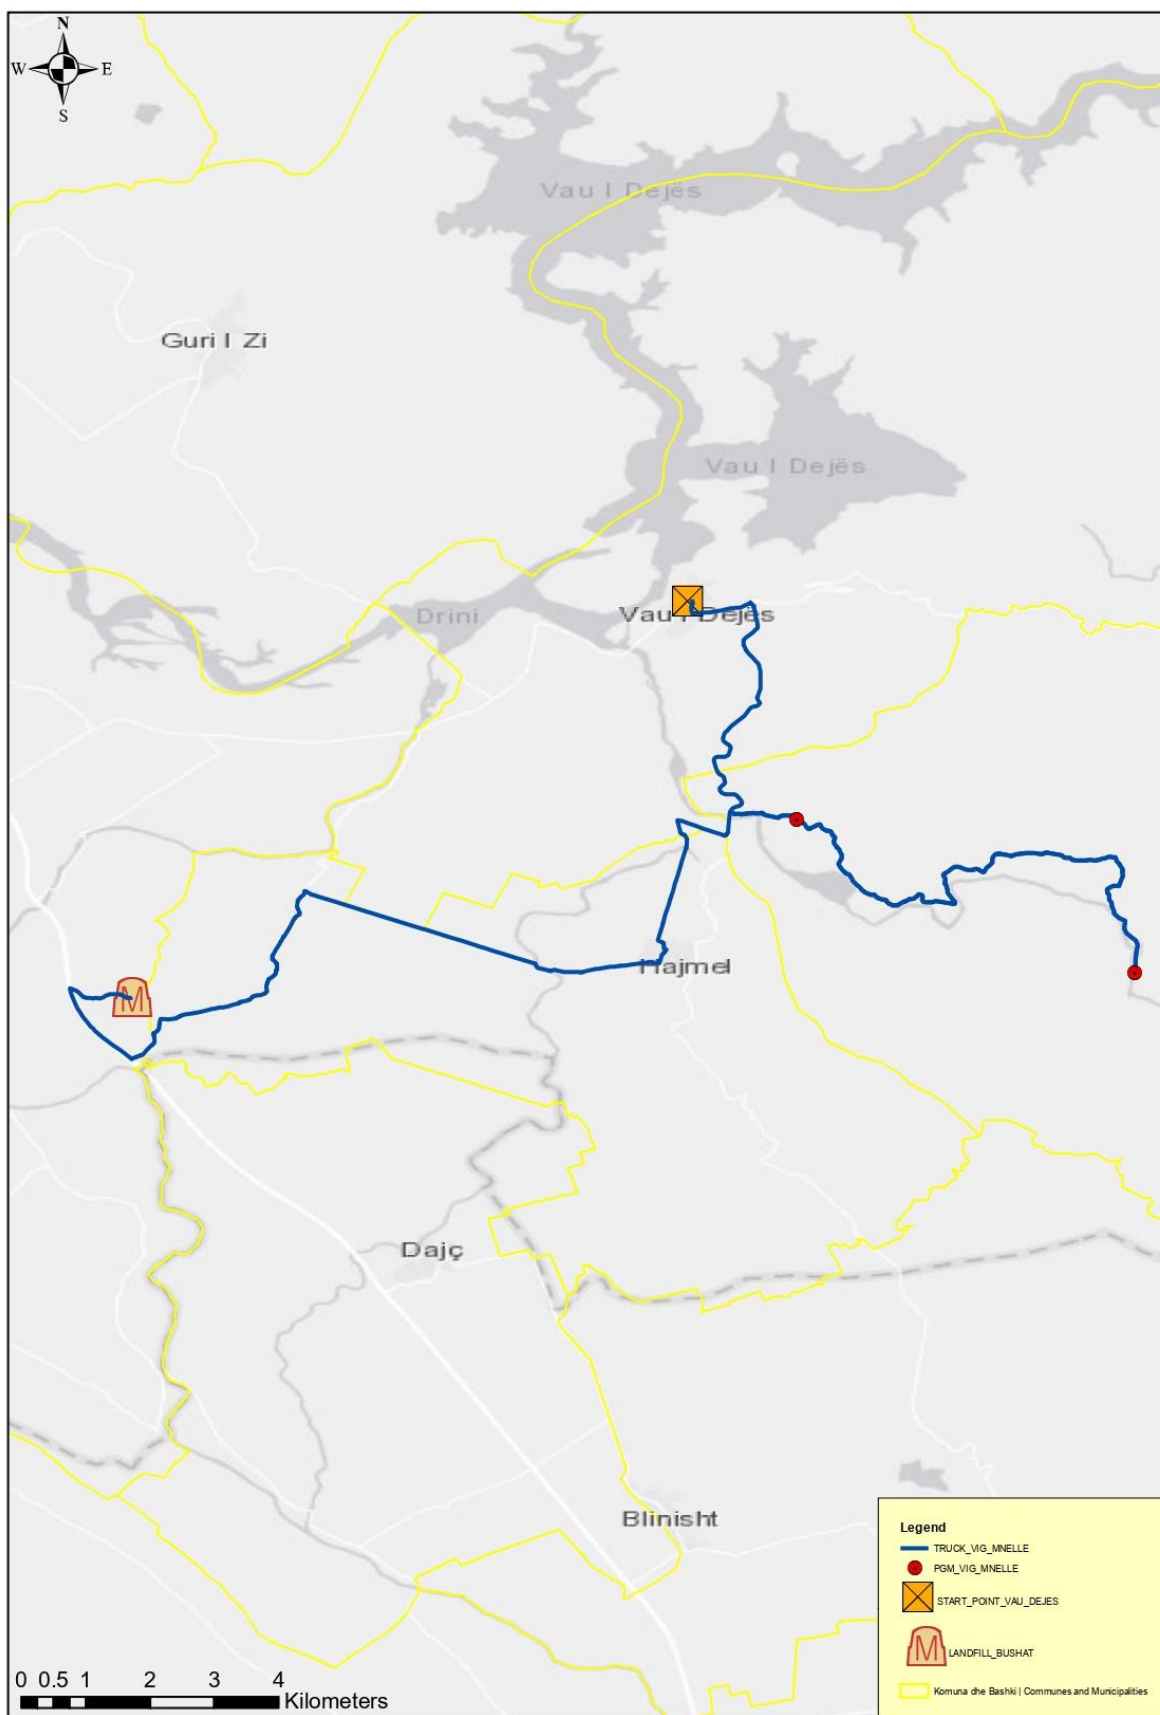 N
W E
S
Vau I Dejës
Guri I Zi
Vau I Dejës
Drini
Vau I Dejës
Hajmel
M
Dajç
Blinisht
Legend
TRUCK_VIG_MNELLE
PGM_VIG_MNELLE
START_POINT_VAU_DEJES
M LANDFILL_BUSHAT
Komuna dhe Bashki | Communes and Municipalities
0 0.5 1 2 3 4
Kilometers